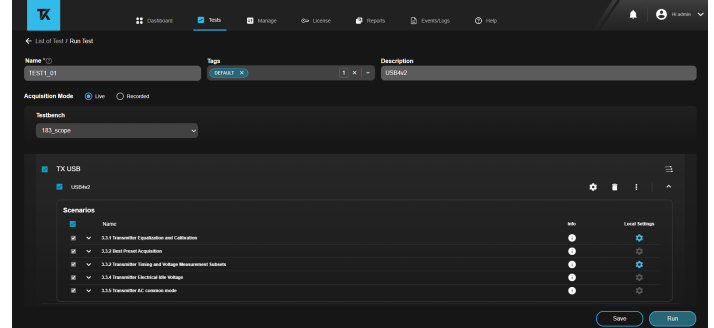 TK
Dashboard Tests Manage License Reports Events/Logs Help Hi admin
List of Test / Run Test
Name * Tags Description
TEST1_01 DEFAULT × 1 × USB4v2
Acquisition Mode Live Recorded
Testbench
183_scope
TX USB
USB4v2
Scenarios
Name Info Local Settings
3.3.1 Transmitter Equalization and Calibration
3.3.2 Best Preset Acquisition
3.3.3 Transmitter Timing and Voltage Measurement Subsets
3.3.4 Transmitter Electrical Idle Voltage
3.3.5 Transmitter AC common mode
Save Run